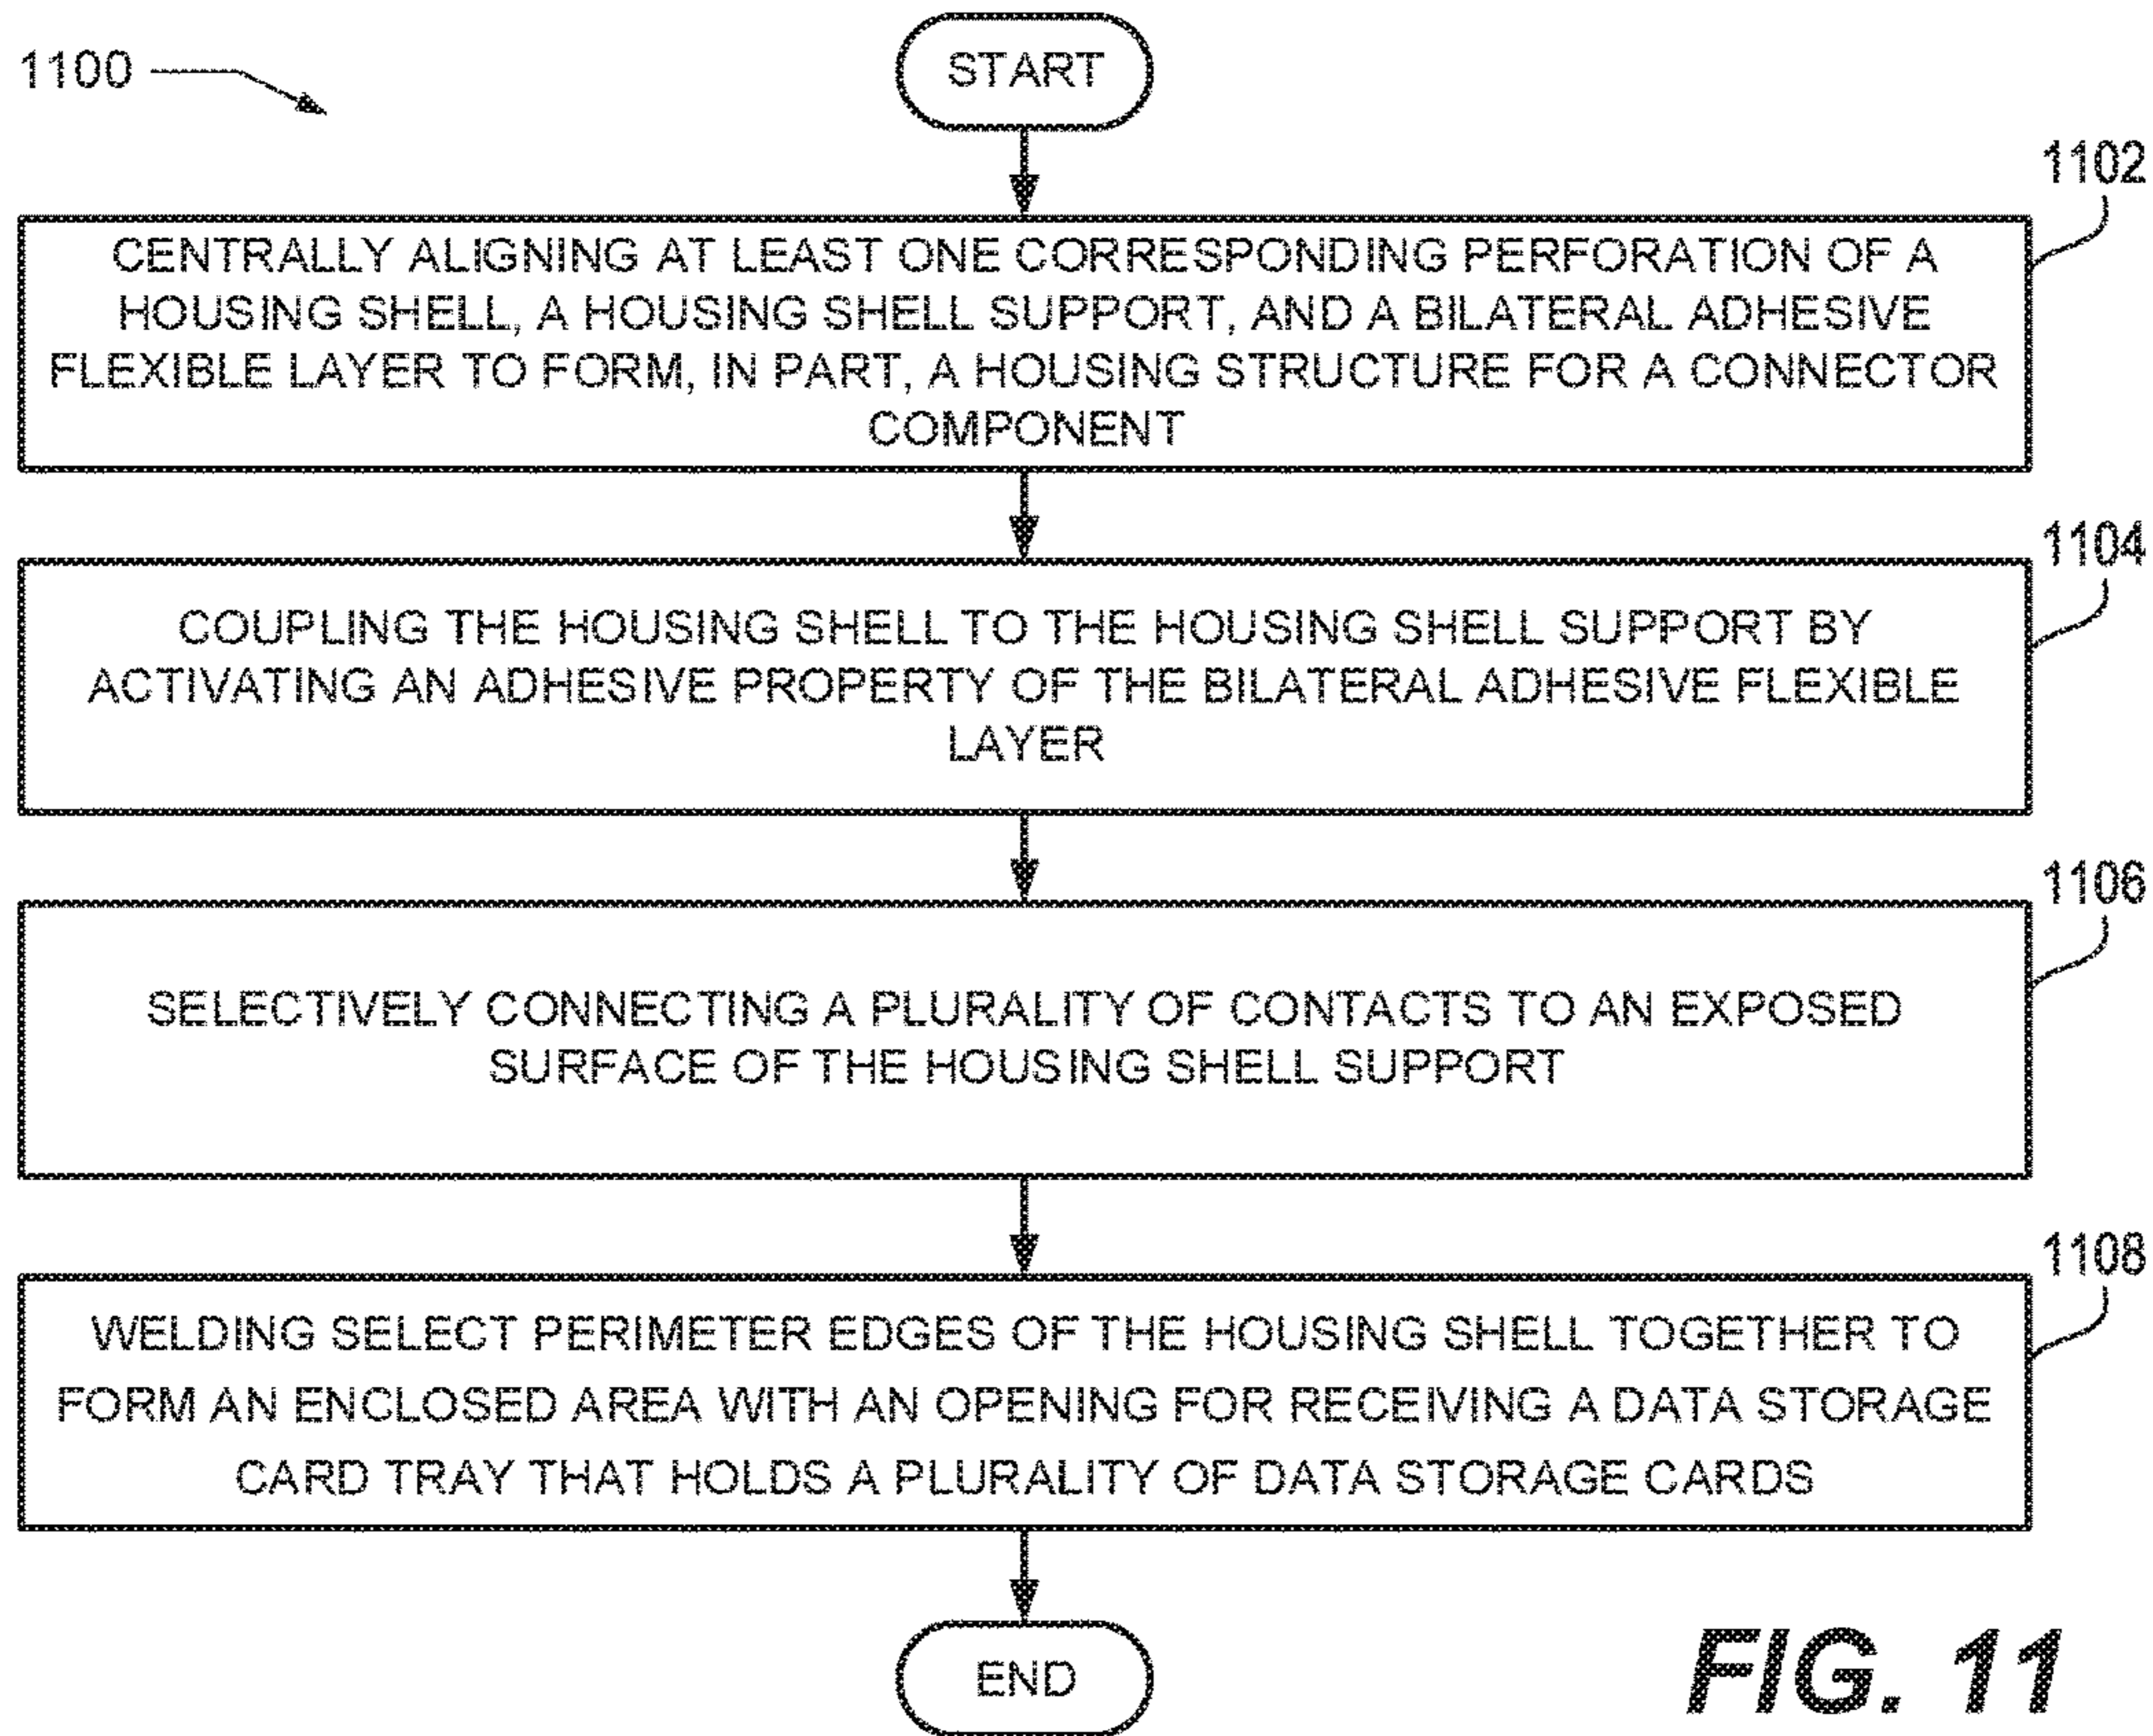 1100
START
1102
CENTRALLY ALIGNING AT LEAST ONE CORRESPONDING PERFORATION OF A
HOUSING SHELL, A HOUSING SHELL SUPPORT, AND A BILATERAL ADHESIVE
FLEXIBLE LAYER TO FORM, IN PART, A HOUSING STRUCTURE FOR A CONNECTOR
COMPONENT
1104
COUPLING THE HOUSING SHELL TO THE HOUSING SHELL SUPPORT BY
ACTIVATING AN ADHESIVE PROPERTY OF THE BILATERAL ADHESIVE FLEXIBLE
LAYER
1106
SELECTIVELY CONNECTING A PLURALITY OF CONTACTS TO AN EXPOSED
SURFACE OF THE HOUSING SHELL SUPPORT
1108
WELDING SELECT PERIMETER EDGES OF THE HOUSING SHELL TOGETHER TO
FORM AN ENCLOSED AREA WITH AN OPENING FOR RECEIVING A DATA STORAGE
CARD TRAY THAT HOLDS A PLURALITY OF DATA STORAGE CARDS
END
FIG. 11